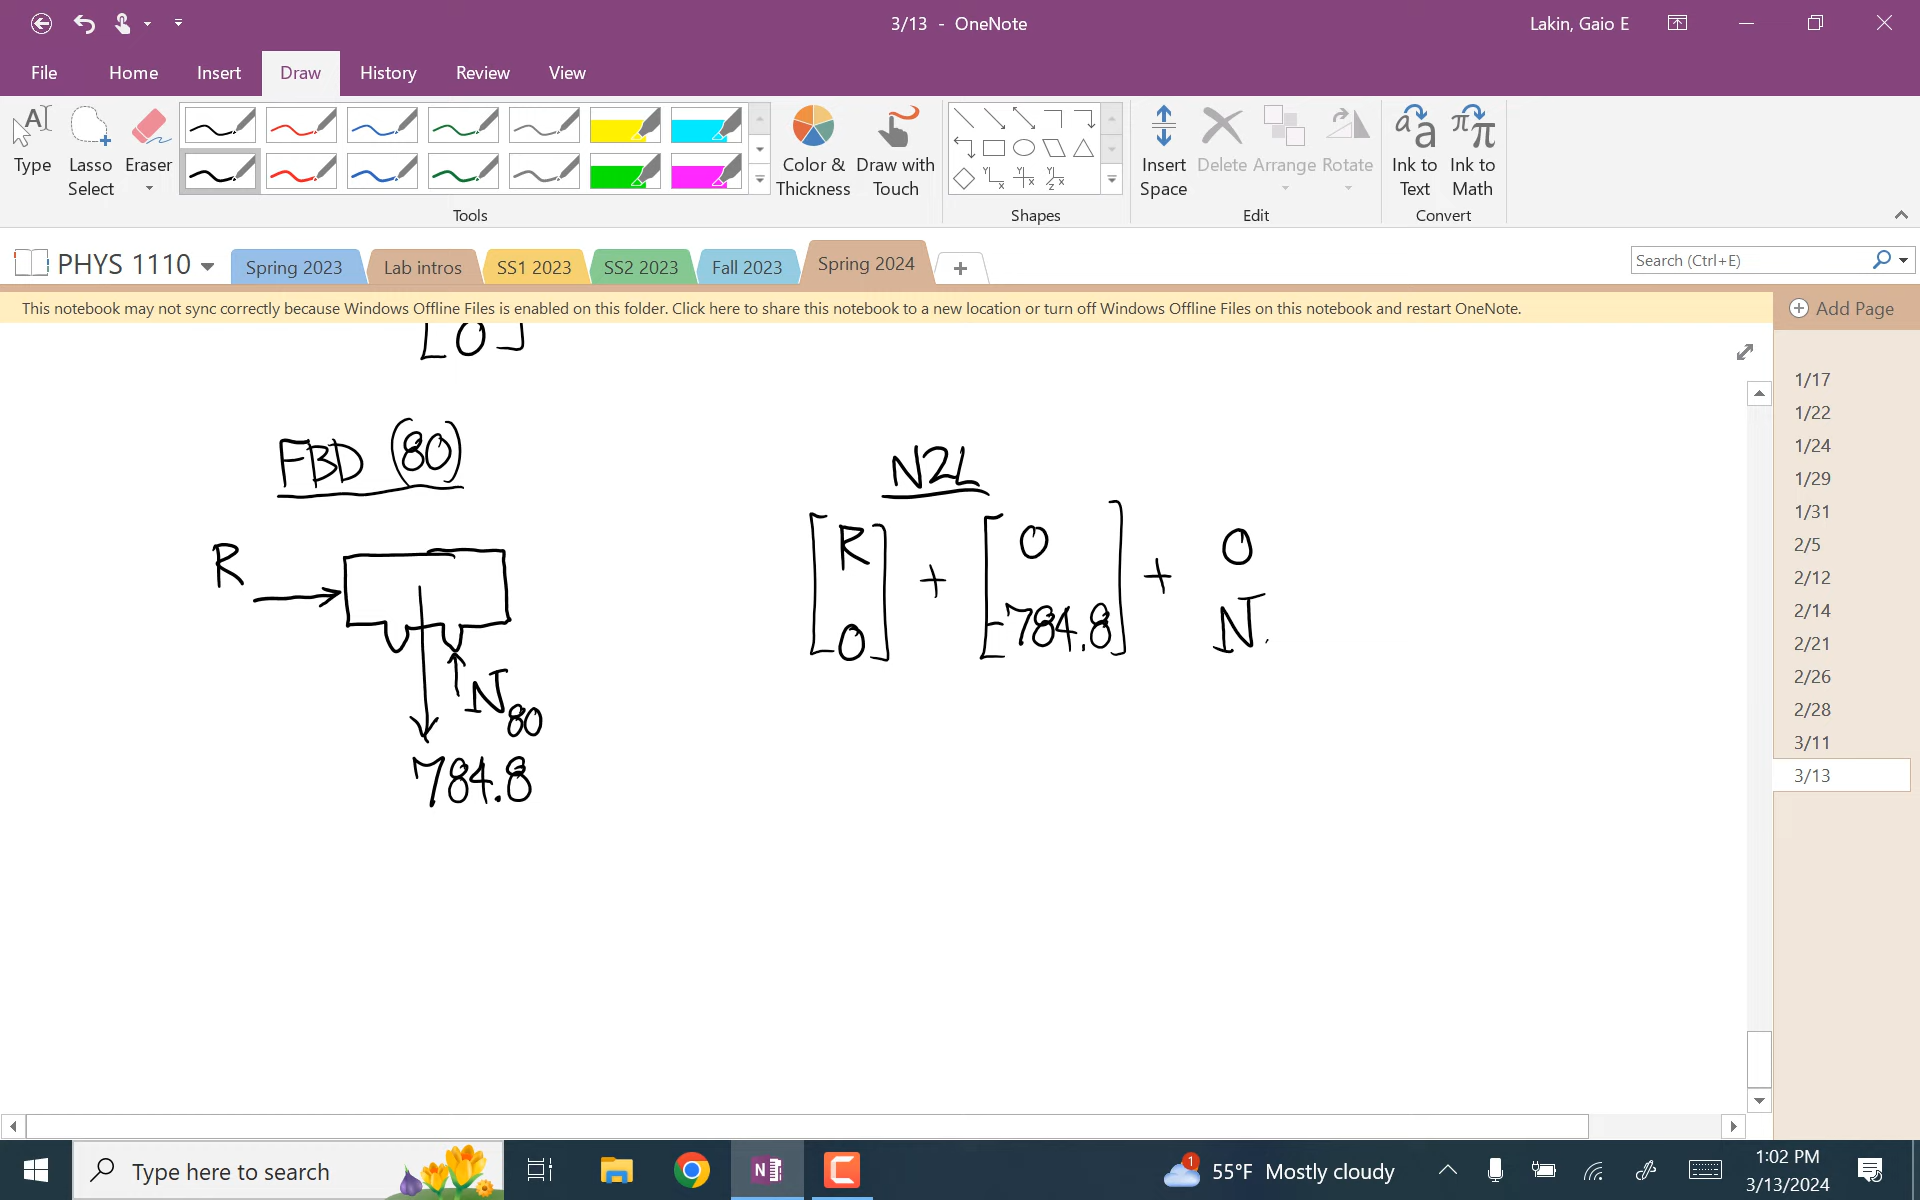 3/13 - OneNote
Lakin, Gaio E
File Home Insert Draw History Review View
Type
Lasso Select
Eraser
Color & Thickness
Draw with Touch
Insert Space
Delete
Arrange
Rotate
Ink to Text
Ink to Math
Tools
Shapes
Edit
Convert
PHYS 1110
Spring 2023
Lab intros
SS1 2023
SS2 2023
Fall 2023
Spring 2024
Search (Ctrl+E)
This notebook may not sync correctly because Windows Offline Files is enabled on this folder. Click here to share this notebook to a new location or turn off Windows Offline Files on this notebook and restart OneNote.
Add Page
1/17
1/22
1/24
1/29
1/31
2/5
2/12
2/14
2/21
2/26
2/28
3/11
3/13
[0]
FBD (80)
R
N80
784.8
N2L
[R 0] + [0 -784.8] + 0 N
Type here to search
1
55°F Mostly cloudy
1:02 PM
3/13/2024